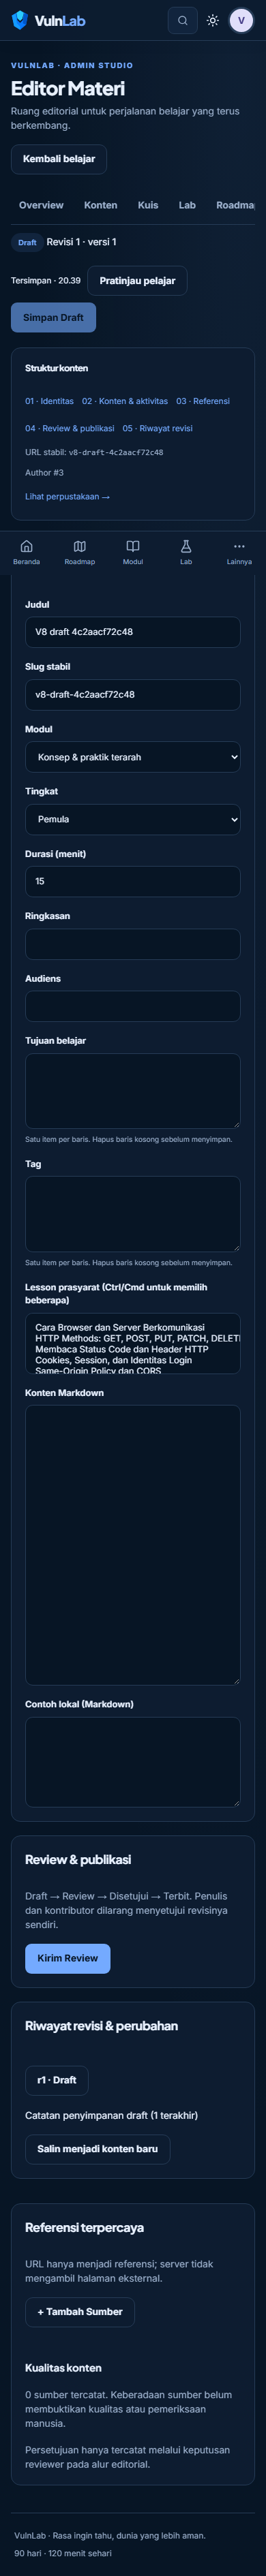 VulnLab
V
VULNLAB · ADMIN STUDIO
Editor Materi
Ruang editorial untuk perjalanan belajar yang terus
berkembang.
Kembali belajar
Overview Konten Kuis Lab Roadmap
Draft Revisi 1 · versi 1
Tersimpan · 20.39 Pratinjau pelajar
Simpan Draft
Struktur konten
01 · Identitas 02 · Konten & aktivitas 03 · Referensi
04 · Review & publikasi 05 · Riwayat revisi
URL stabil: v8-draft-4c2aacf72c48
Author #3
Lihat perpustakaan →
Beranda Roadmap Modul Lab Lainnya
Judul
V8 draft 4c2aacf72c48
Slug stabil
v8-draft-4c2aacf72c48
Modul
Konsep & praktik terarah
Tingkat
Pemula
Durasi (menit)
15
Ringkasan
Audiens
Tujuan belajar
Satu item per baris. Hapus baris kosong sebelum menyimpan.
Tag
Satu item per baris. Hapus baris kosong sebelum menyimpan.
Lesson prasyarat (Ctrl/Cmd untuk memilih
beberapa)
Cara Browser dan Server Berkomunikasi
HTTP Methods: GET, POST, PUT, PATCH, DELETE
Membaca Status Code dan Header HTTP
Cookies, Session, dan Identitas Login
Same-Origin Policy dan CORS
Konten Markdown
Contoh lokal (Markdown)
Review & publikasi
Draft → Review → Disetujui → Terbit. Penulis
dan kontributor dilarang menyetujui revisinya
sendiri.
Kirim Review
Riwayat revisi & perubahan
r1 · Draft
Catatan penyimpanan draft (1 terakhir)
Salin menjadi konten baru
Referensi terpercaya
URL hanya menjadi referensi; server tidak
mengambil halaman eksternal.
+ Tambah Sumber
Kualitas konten
0 sumber tercatat. Keberadaan sumber belum
membuktikan kualitas atau pemeriksaan
manusia.
Persetujuan hanya tercatat melalui keputusan
reviewer pada alur editorial.
VulnLab · Rasa ingin tahu, dunia yang lebih aman.
90 hari · 120 menit sehari